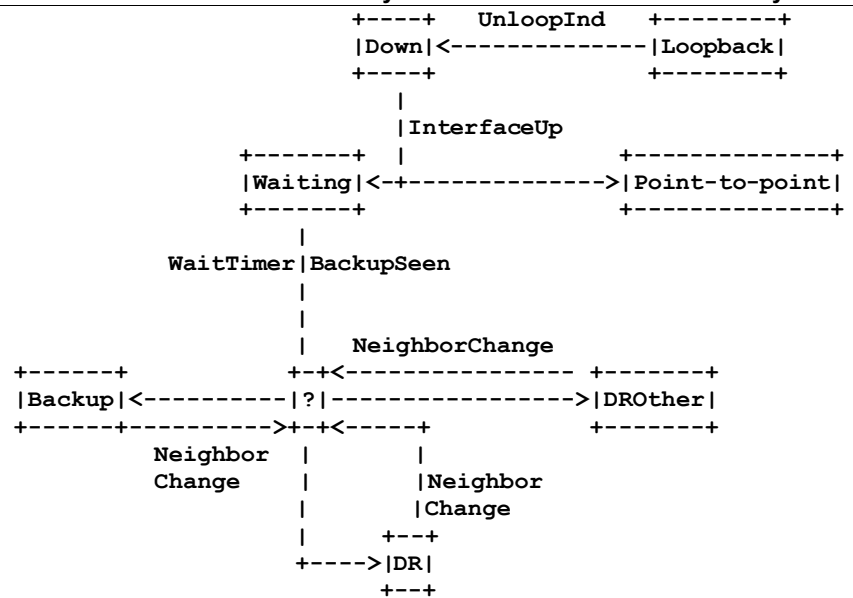 +----+   UnloopInd   +--------+
|Down|<--------------|Loopback|
+----+               +--------+
|
|InterfaceUp
+-------+  |             +--------------+
|Waiting|<-+-------------->|Point-to-point|
+-------+                +--------------+
|
WaitTimer|BackupSeen
|
|
|   NeighborChange
+------+           +-+<---------------- +-------+
|Backup|<----------|?|----------------->|DROther|
+------+---------->+-+<-----+           +-------+
Neighbor  |       |
Change    |       |Neighbor
|       |Change
|     +--+
+---->|DR|
+--+